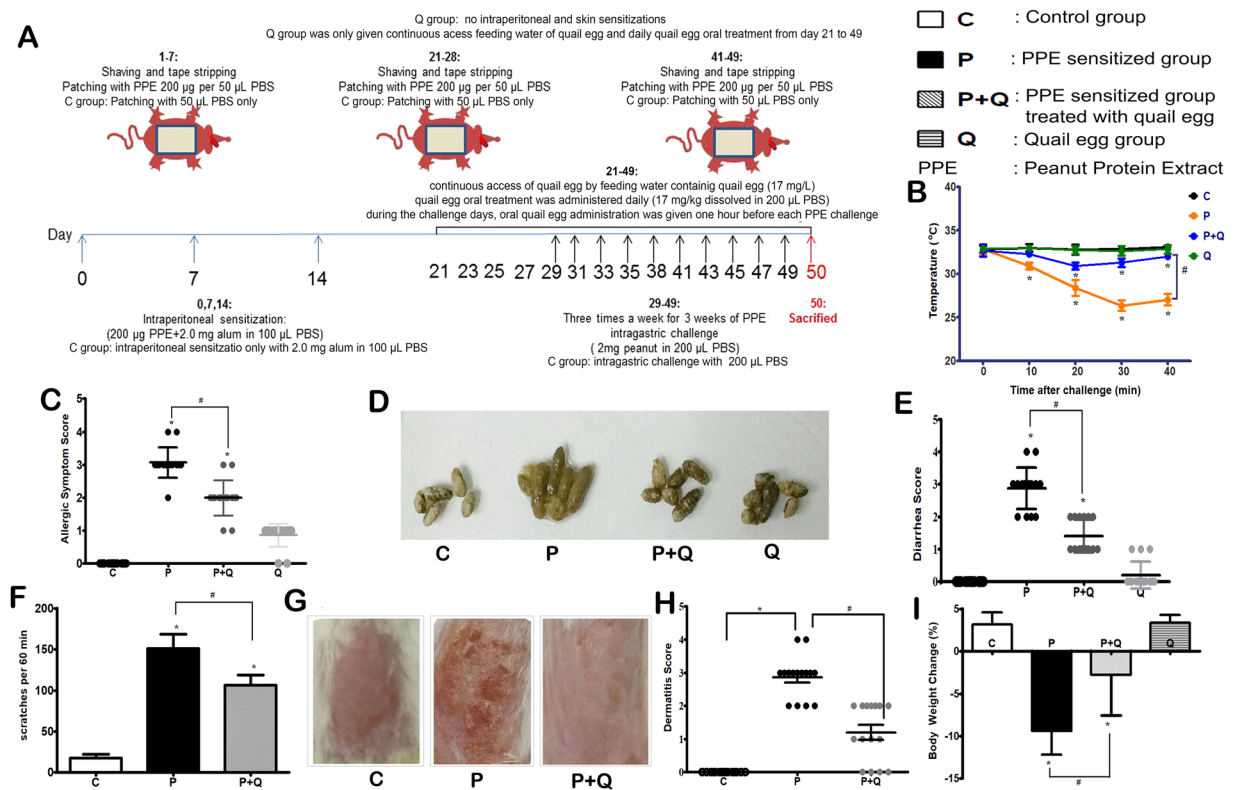 A
Q group: no intraperitoneal and skin sensitizations
Q group was only given continuous acess feeding water of quail egg and daily quail egg oral treatment from day 21 to 49
1-7:
Shaving and tape stripping
Patching with PPE 200 µg per 50 µL PBS
C group: Patching with 50 µL PBS only
21-28:
Shaving and tape stripping
Patching with PPE 200 µg per 50 µL PBS
C group: Patching with 50 µL PBS only
41-49:
Shaving and tape stripping
Patching with PPE 200 µg per 50 µL PBS
C group: Patching with 50 µL PBS only
21-49:
continuous access of quail egg by feeding water containig quail egg (17 mg/L)
quail egg oral treatment was administered daily (17 mg/kg dissolved in 200 µL PBS)
during the challenge days, oral quail egg administration was given one hour before each PPE challenge
Day
0 7 14 21 23 25 27 29 31 33 35 38 41 43 45 47 49 50
0,7,14:
Intraperitoneal sensitization:
(200 µg PPE+2.0 mg alum in 100 µL PBS)
C group: intraperitoneal sensitizatio only with 2.0 mg alum in 100 µL PBS
29-49:
Three times a week for 3 weeks of PPE
intragastric challenge
( 2mg peanut in 200 µL PBS)
C group: intragastric challenge with 200 µL PBS
50:
Sacrified
C : Control group
P : PPE sensitized group
P+Q : PPE sensitized group
treated with quail egg
Q : Quail egg group
PPE : Peanut Protein Extract
B
Temperature (°C)
40
35
30
25
20
0 10 20 30 40
Time after challenge (min)
C
P
P+Q
Q
* * * *
* * * *
#
C
Allergic Symptom Score
5
4
3
2
1
0
C P P+Q Q
* * #
D
C P P+Q Q
E
Diarrhea Score
5
4
3
2
1
0
P P+Q Q
* * #
F
scratches per 60 min
200
150
100
50
0
C P P+Q
* * #
G
C P P+Q
H
Dermatitis Score
5
4
3
2
1
0
C P P+Q
* #
I
Body Weight Change (%)
5
0
-5
-10
-15
C P P+Q Q
* * #